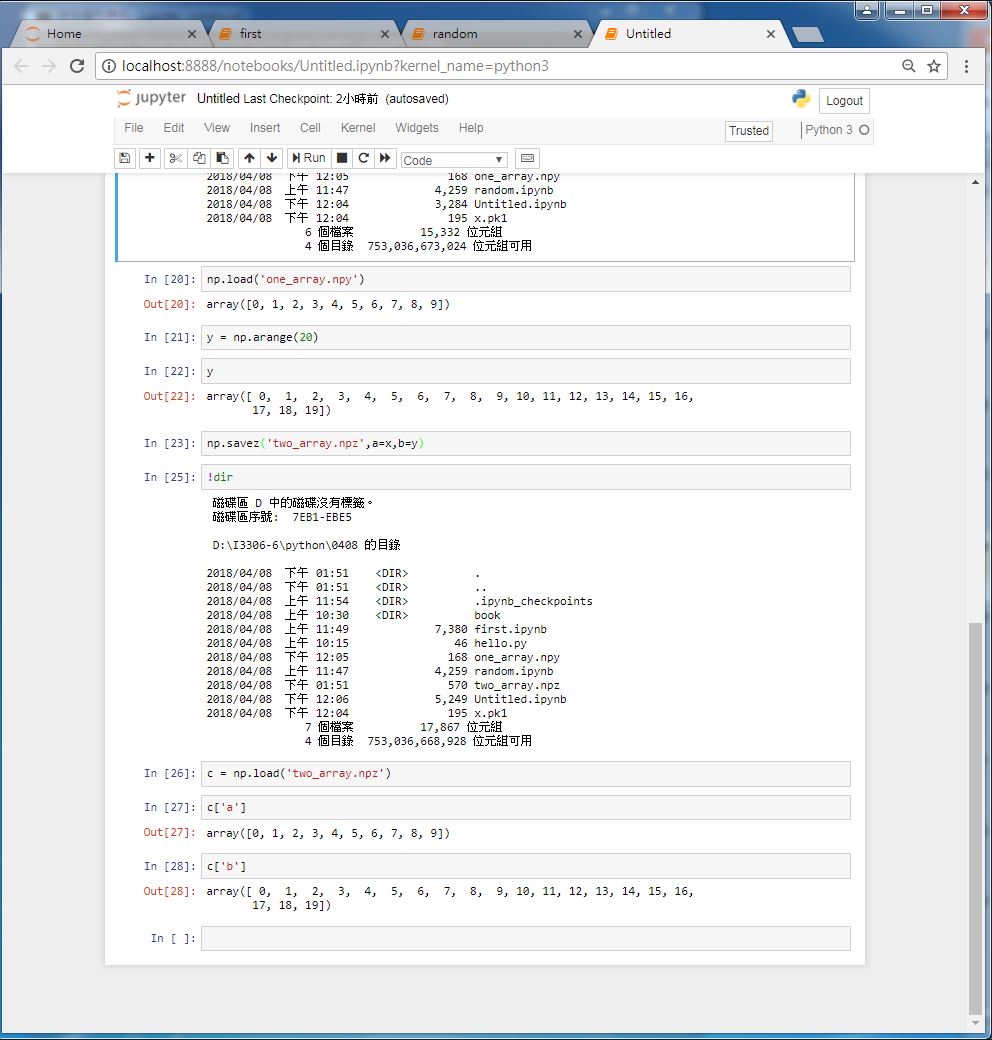 Home
first
random
Untitled
localhost:8888/notebooks/Untitled.ipynb?kernel_name=python3
jupyter Untitled Last Checkpoint: 2小時前 (autosaved)
Logout
File Edit View Insert Cell Kernel Widgets Help
Trusted
Python 3
Run
Code
2018/04/08 下午 12:05 168 one_array.npy
2018/04/08 上午 11:47 4,259 random.ipynb
2018/04/08 下午 12:04 3,284 Untitled.ipynb
2018/04/08 下午 12:04 195 x.pk1
6 個檔案 15,332 位元組
4 個目錄 753,036,673,024 位元組可用
In [20]: np.load('one_array.npy')
Out[20]: array([0, 1, 2, 3, 4, 5, 6, 7, 8, 9])
In [21]: y = np.arange(20)
In [22]: y
Out[22]: array([ 0, 1, 2, 3, 4, 5, 6, 7, 8, 9, 10, 11, 12, 13, 14, 15, 16,
17, 18, 19])
In [23]: np.savez('two_array.npz',a=x,b=y)
In [25]: !dir
磁碟區 D 中的磁碟沒有標籤。
磁碟區序號: 7EB1-EBE5
D:\I3306-6\python\0408 的目錄
2018/04/08 下午 01:51 <DIR> .
2018/04/08 下午 01:51 <DIR> ..
2018/04/08 上午 11:54 <DIR> .ipynb_checkpoints
2018/04/08 上午 10:30 <DIR> book
2018/04/08 上午 11:49 7,380 first.ipynb
2018/04/08 上午 10:15 46 hello.py
2018/04/08 下午 12:05 168 one_array.npy
2018/04/08 上午 11:47 4,259 random.ipynb
2018/04/08 下午 01:51 570 two_array.npz
2018/04/08 下午 12:06 5,249 Untitled.ipynb
2018/04/08 下午 12:04 195 x.pk1
7 個檔案 17,867 位元組
4 個目錄 753,036,668,928 位元組可用
In [26]: c = np.load('two_array.npz')
In [27]: c['a']
Out[27]: array([0, 1, 2, 3, 4, 5, 6, 7, 8, 9])
In [28]: c['b']
Out[28]: array([ 0, 1, 2, 3, 4, 5, 6, 7, 8, 9, 10, 11, 12, 13, 14, 15, 16,
17, 18, 19])
In [ ]: